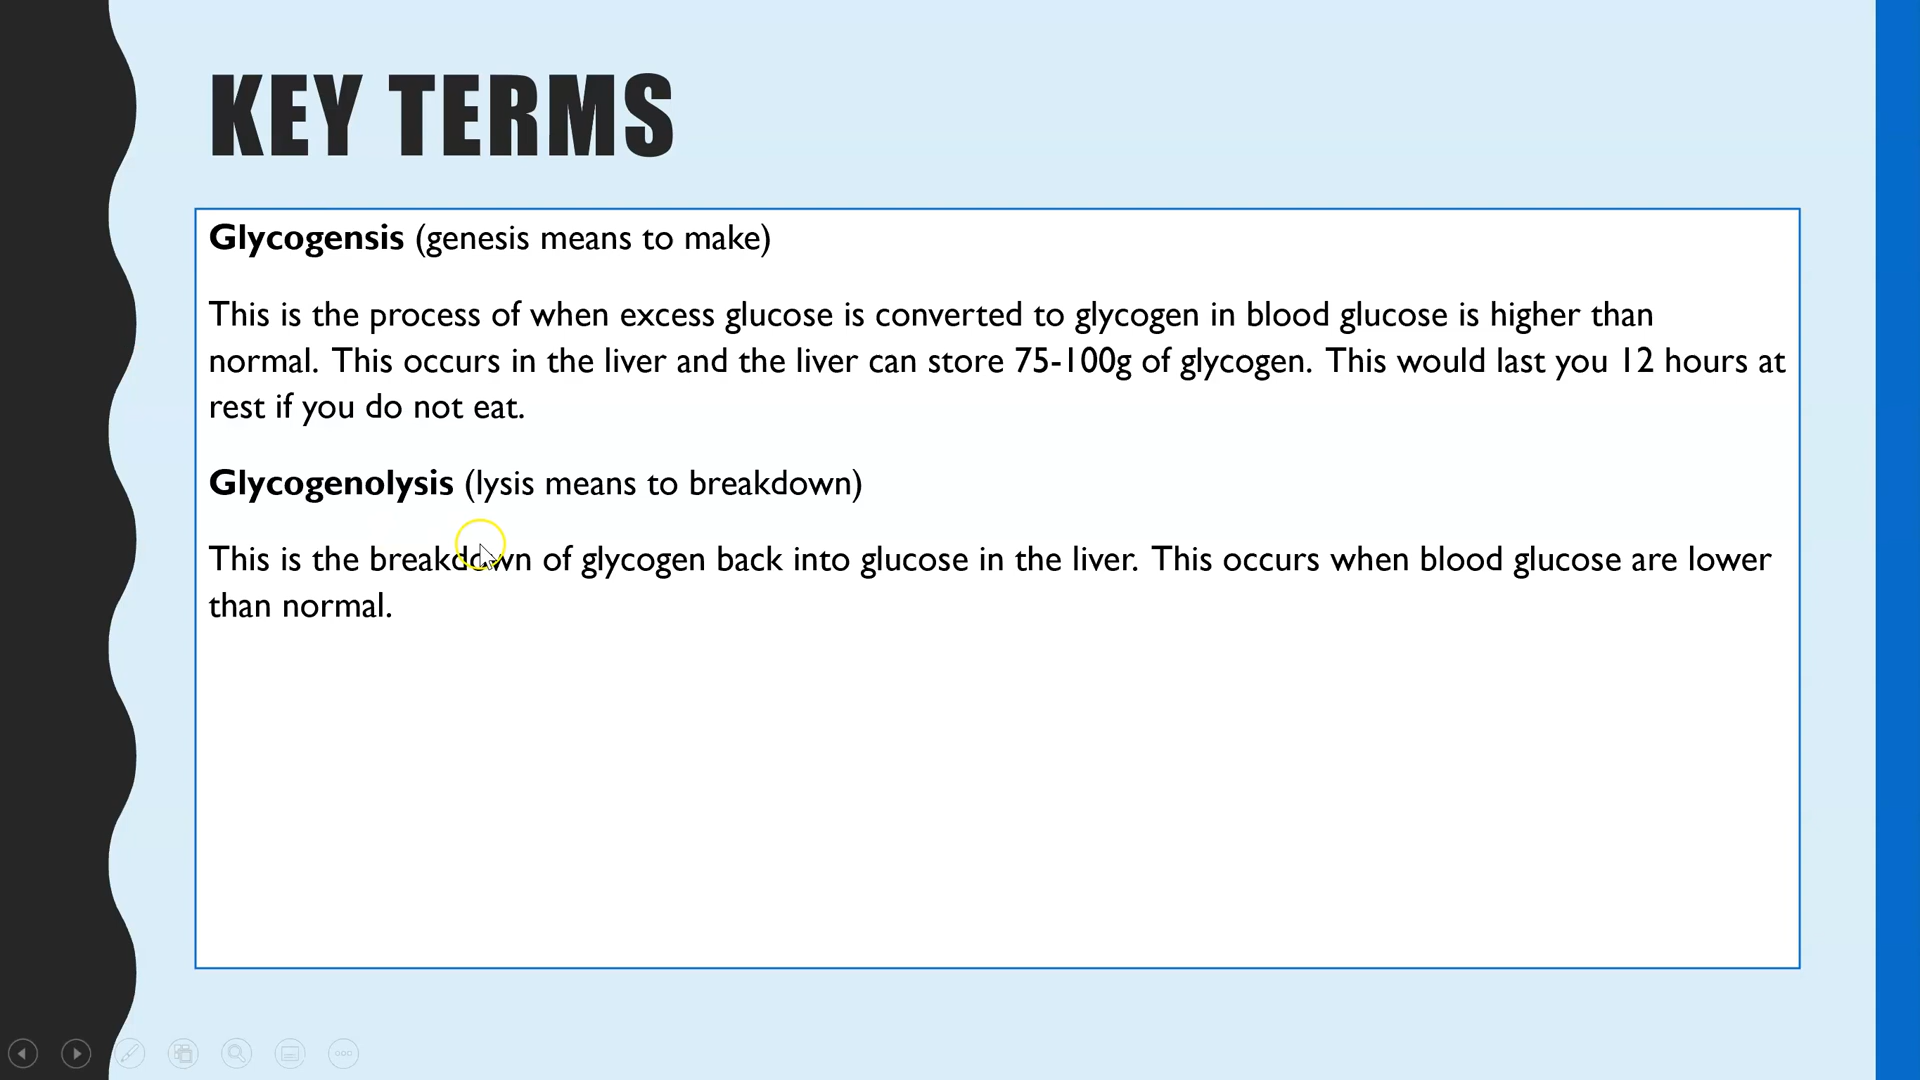 KEY TERMS
Glycogensis (genesis means to make)
This is the process of when excess glucose is converted to glycogen in blood glucose is higher than
normal. This occurs in the liver and the liver can store 75-100g of glycogen. This would last you 12 hours at
rest if you do not eat.
Glycogenolysis (lysis means to breakdown)
This is the breakdown of glycogen back into glucose in the liver. This occurs when blood glucose are lower
than normal.